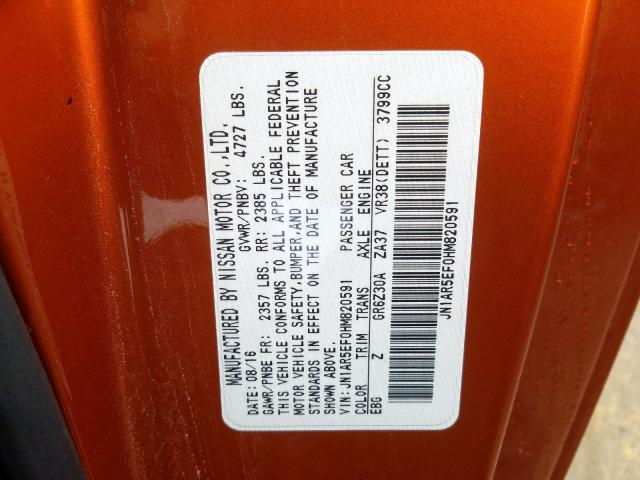 MANUFACTURED BY NISSAN MOTOR CO.,LTD.
DATE: 08/16 GVWR/PNBV: 4727 LBS.
GAWR/PNBE FR: 2357 LBS. RR: 2385 LBS.
THIS VEHICLE CONFORMS TO ALL APPLICABLE FEDERAL
MOTOR VEHICLE SAFETY,BUMPER,AND THEFT PREVENTION
STANDARDS IN EFFECT ON THE DATE OF MANUFACTURE
SHOWN ABOVE.
VIN: JN1AR5EF0HM820591 PASSENGER CAR
COLOR TRIM TRANS AXLE ENGINE
EBG Z GR6Z30A ZA37 VR38(DETT) 3799CC
JN1AR5EF0HM820591